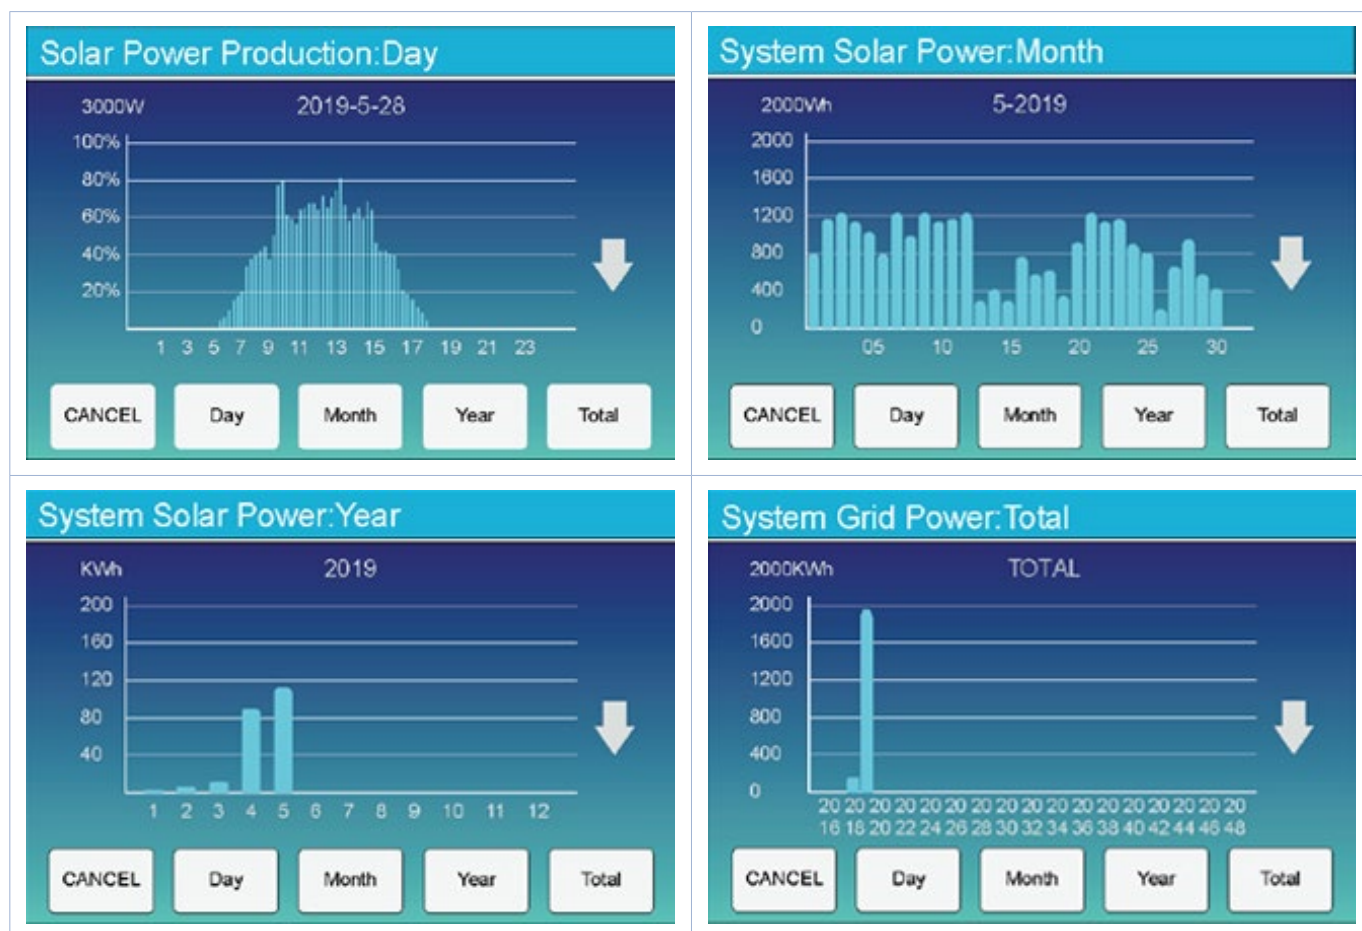 Solar Power Production:Day
3000W 2019-5-28
100%
80%
60%
40%
20%
1 3 5 7 9 11 13 15 17 19 21 23
CANCEL Day Month Year Total
System Solar Power:Month
2000Wh 5-2019
2000
1600
1200
800
400
0
05 10 15 20 25 30
CANCEL Day Month Year Total
System Solar Power:Year
KWh 2019
200
160
120
80
40
1 2 3 4 5 6 7 8 9 10 11 12
CANCEL Day Month Year Total
System Grid Power:Total
2000KWh TOTAL
2000
1600
1200
800
400
0
20 20 20 20 20 20 20 20 20 20 20 20 20 20 20 20 20
16 18 20 22 24 26 28 30 32 34 36 38 40 42 44 46 48
CANCEL Day Month Year Total